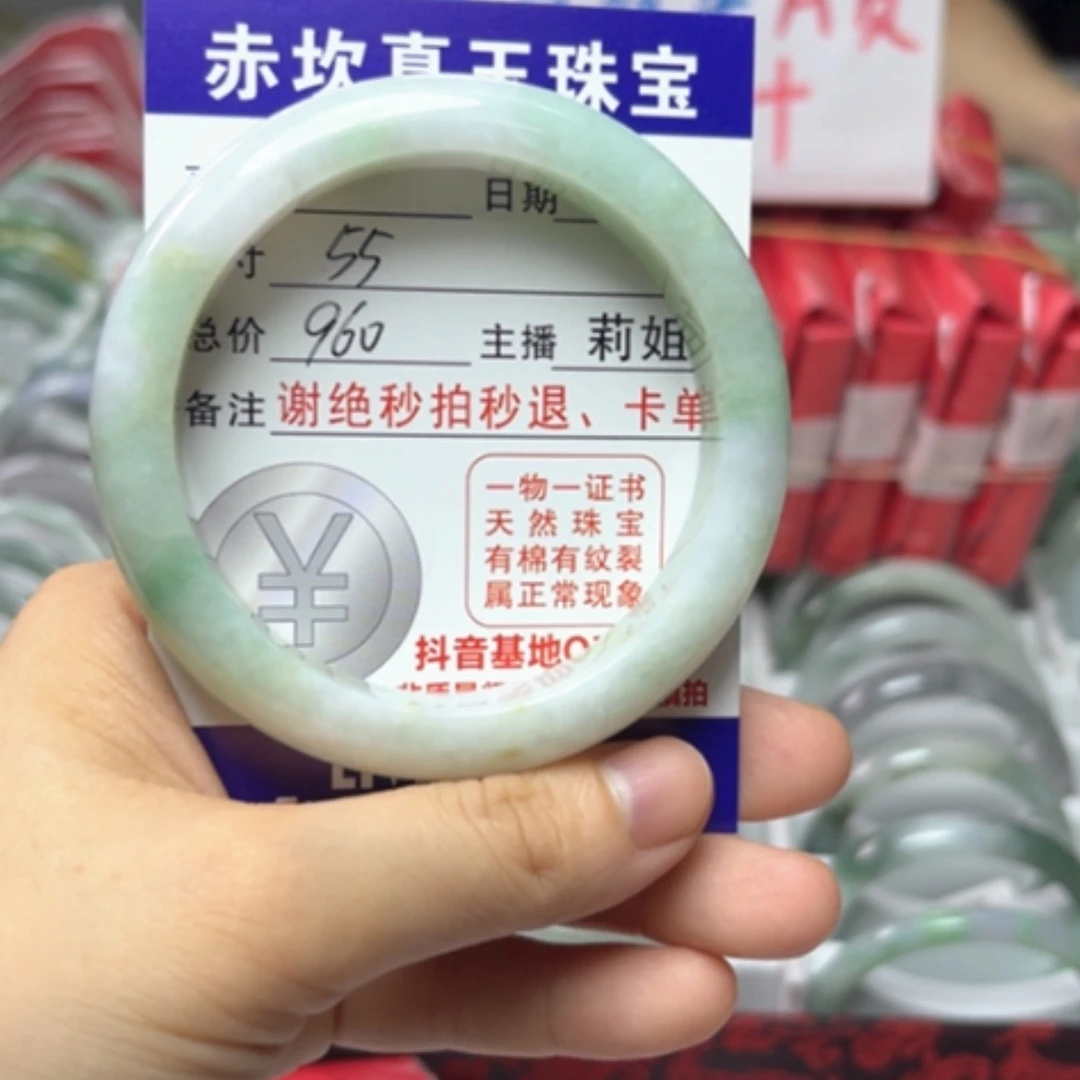 赤坎真王珠宝
日期
寸 55
总价 960 主播 莉姐
备注 谢绝秒拍秒退、卡单
一物一证书
天然珠宝
有棉有纹裂
属正常现象
抖音基地